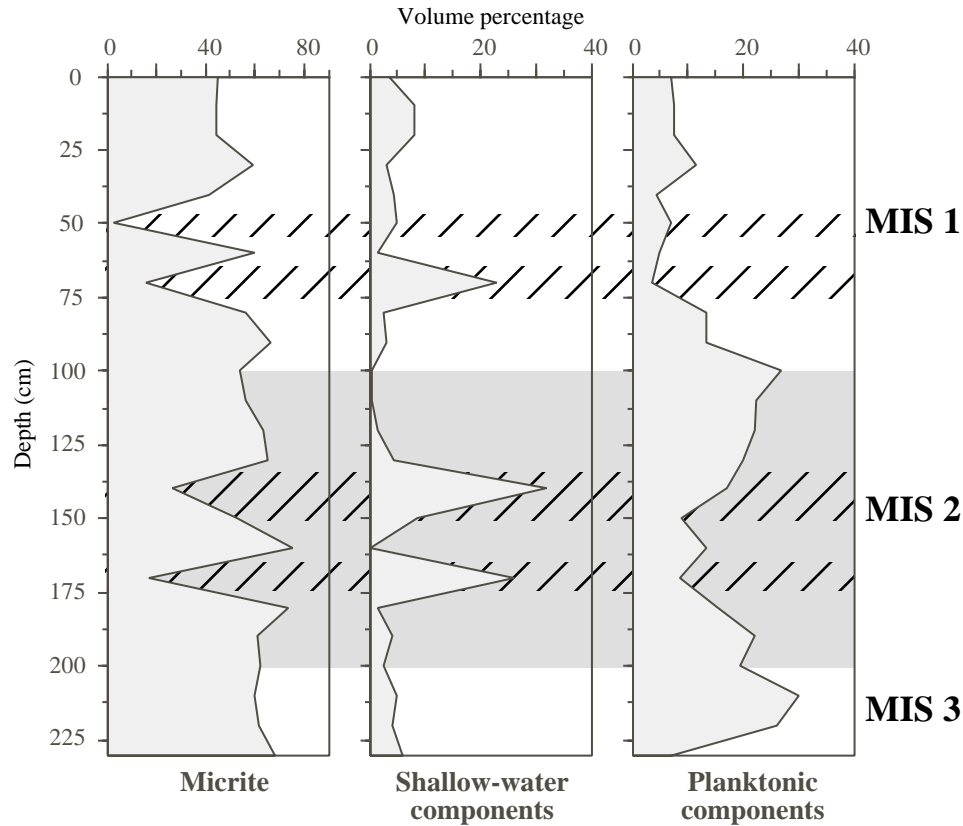 Volume percentage
0 40 80 0 20 40 0 20 40
0
25
50
75
100
125
150
175
200
225
Depth (cm)
MIS 1
MIS 2
MIS 3
Micrite
Shallow-water
components
Planktonic
components